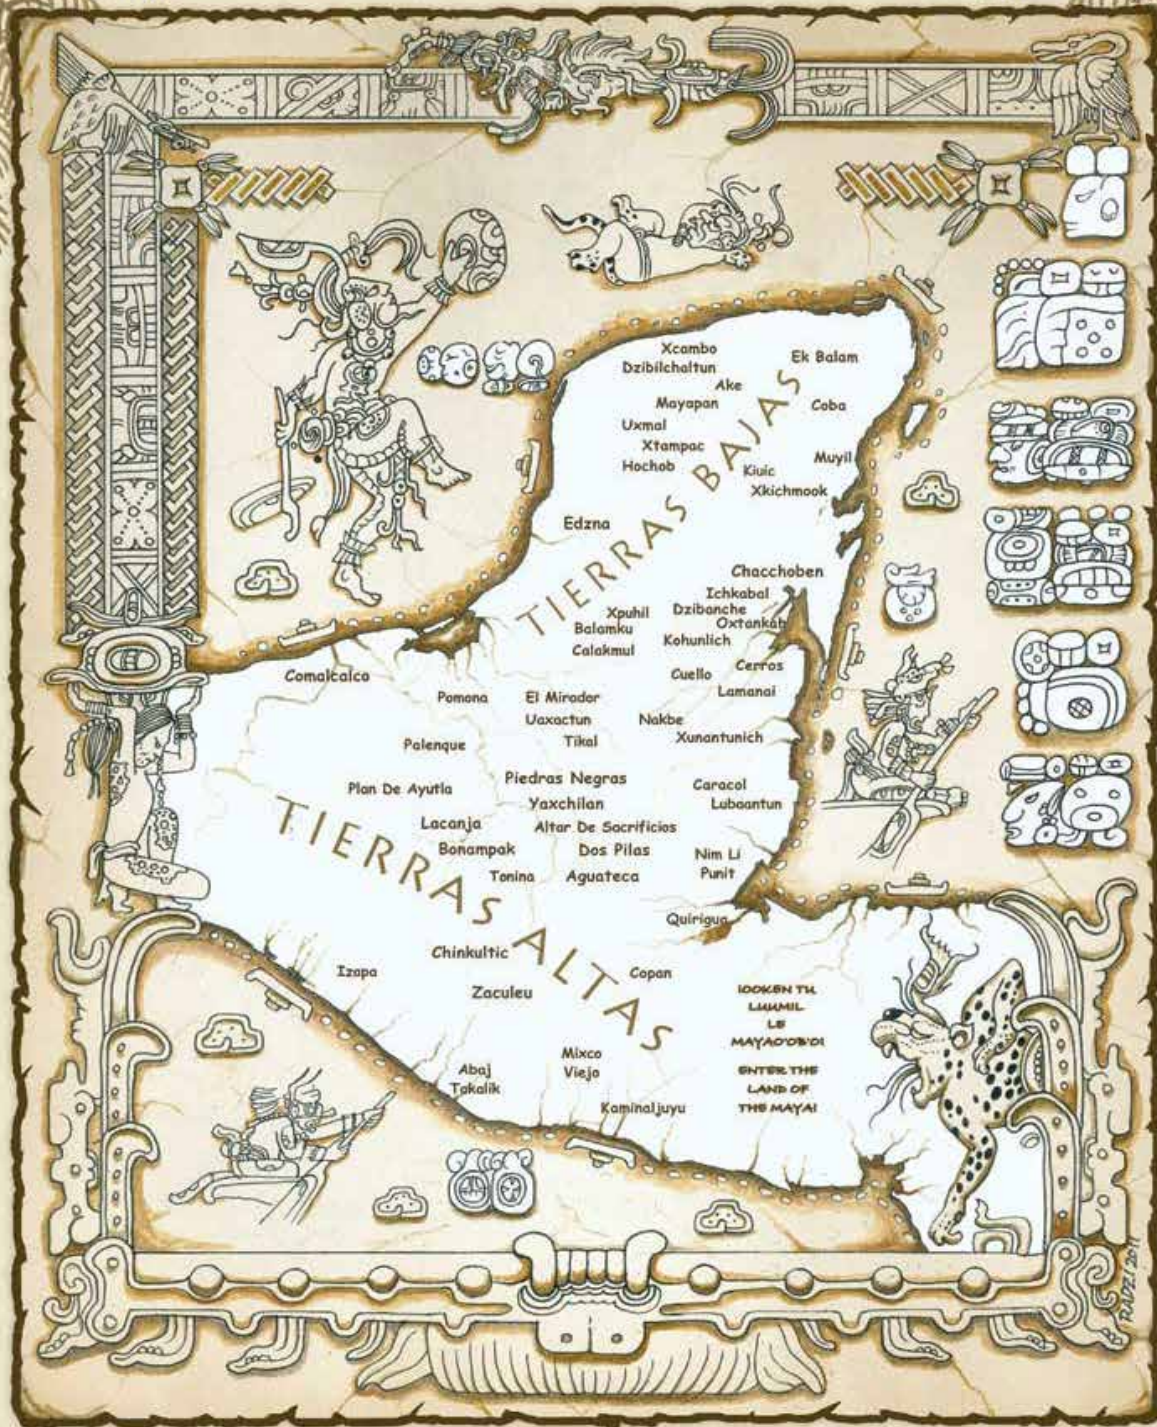 Xcambo
Ek Balam
Dzibilchaltun
Ake
Mayapan
Coba
Uxmal
Xtampac
Hochob
Kiuic
Muyil
Xkichmook
TIERRAS BAJAS
Edzna
Chacchoben
Ichkabal
Dzibanche
Xpuhil
Oxtankah
Balamku
Kohunlich
Calakmul
Cerros
Cuello
Comalcalco
Lamanai
Pomona
El Mirador
Uaxactun
Nakbe
Tikal
Xunantunich
Palenque
Piedras Negras
Plan De Ayutla
Caracol
Yaxchilan
Lubaantun
TIERRAS ALTAS
Lacanja
Altar De Sacrificios
Bonampak
Dos Pilas
Nim Li
Punit
Tonina
Aguateca
Quirigua
Chinkultic
Izapa
Copan
Zaculeu
IOOKEN TU
LUUMIL
LE
MAYAO'OB'O!
ENTER THE
LAND OF
THE MAYA!
Mixco
Viejo
Abaj
Takalik
Kaminaljuyu
RADZI 2011